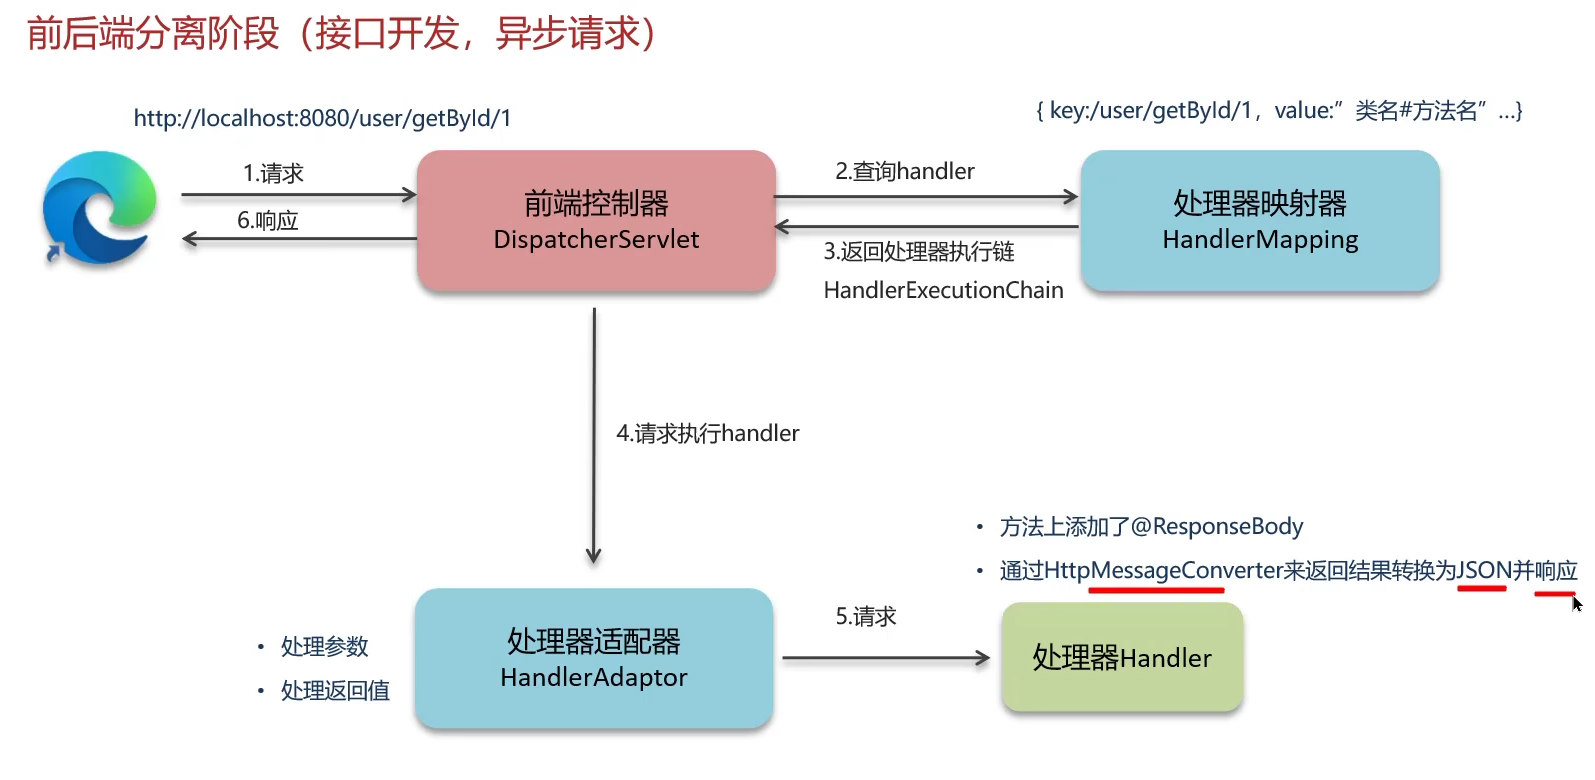 前后端分离阶段（接口开发，异步请求）
http://localhost:8080/user/getById/1
{ key:/user/getById/1，value:”类名#方法名”...}
1.请求
6.响应
前端控制器
DispatcherServlet
2.查询handler
3.返回处理器执行链
HandlerExecutionChain
处理器映射器
HandlerMapping
4.请求执行handler
• 方法上添加了@ResponseBody
• 通过HttpMessageConverter来返回结果转换为JSON并响应
• 处理参数
• 处理返回值
处理器适配器
HandlerAdaptor
5.请求
处理器Handler